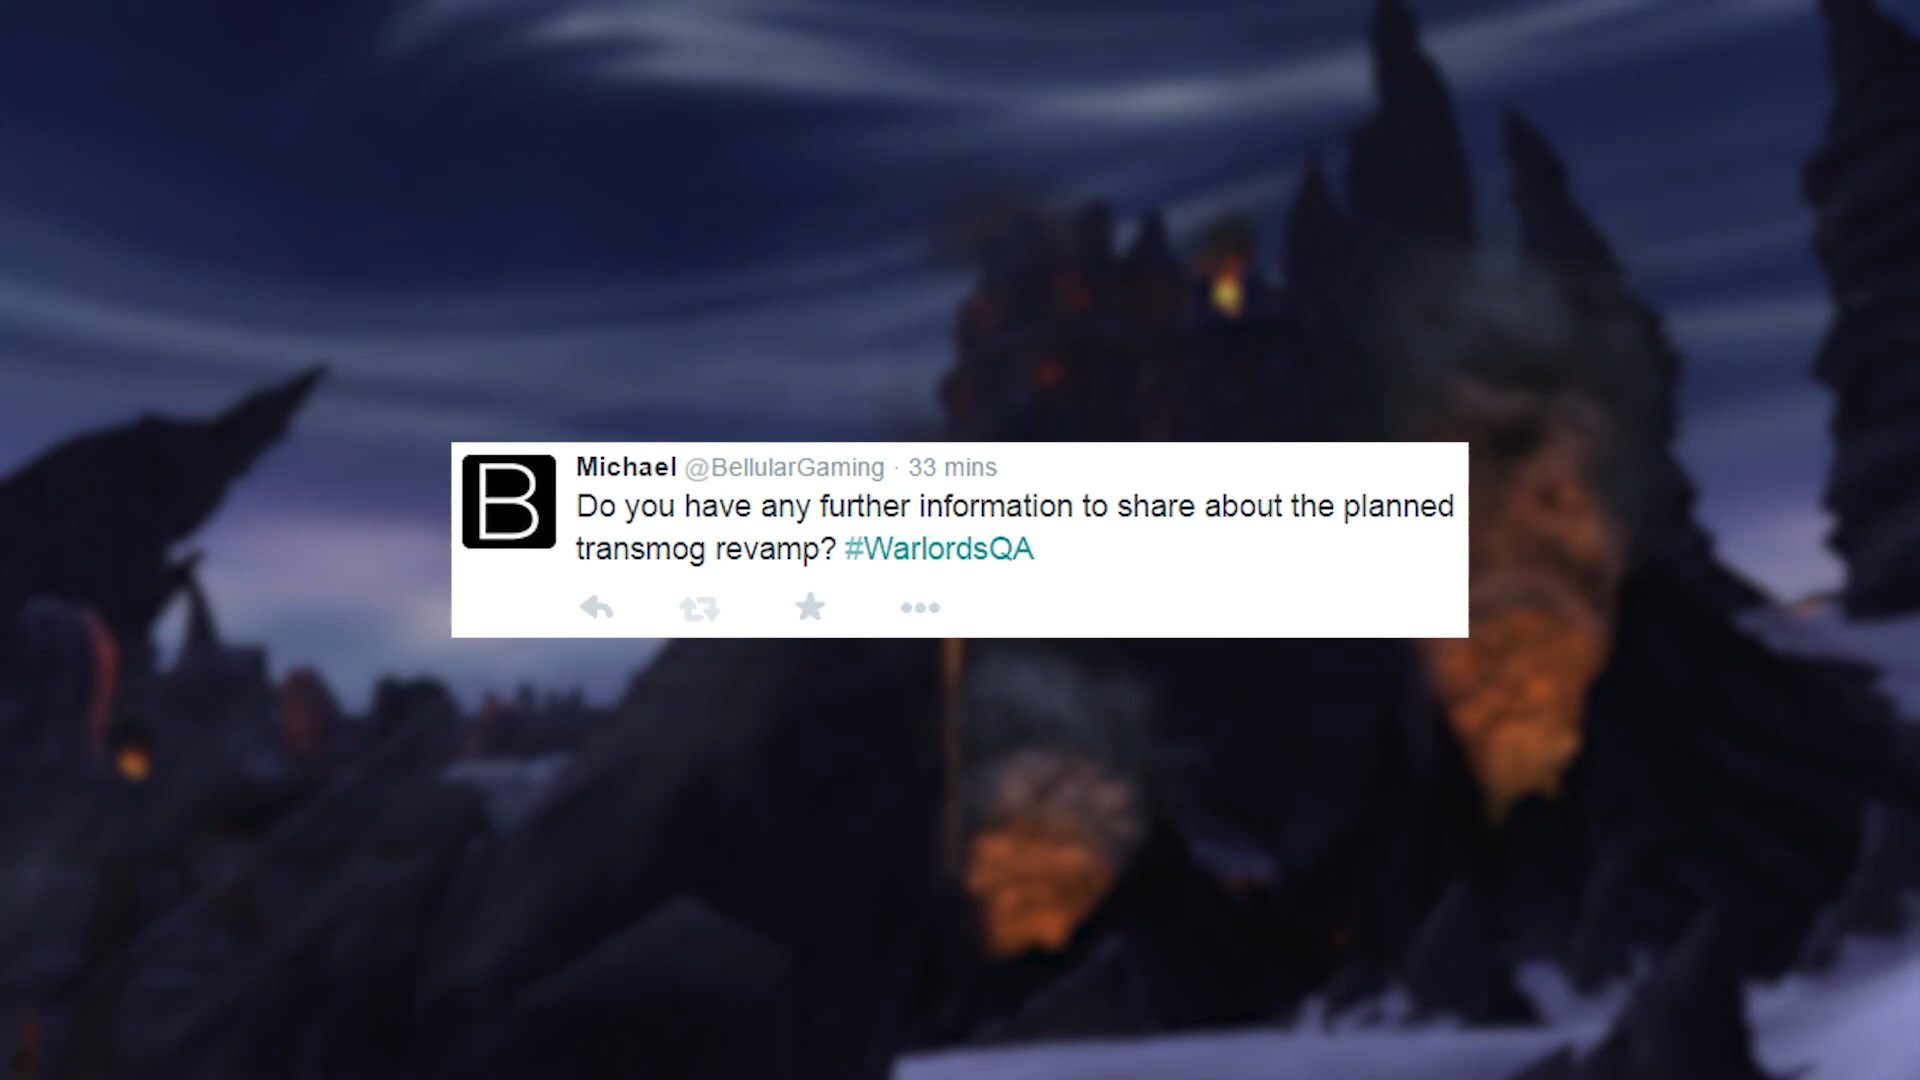 B
Michael @BellularGaming · 33 mins
Do you have any further information to share about the planned
transmog revamp? #WarlordsQA